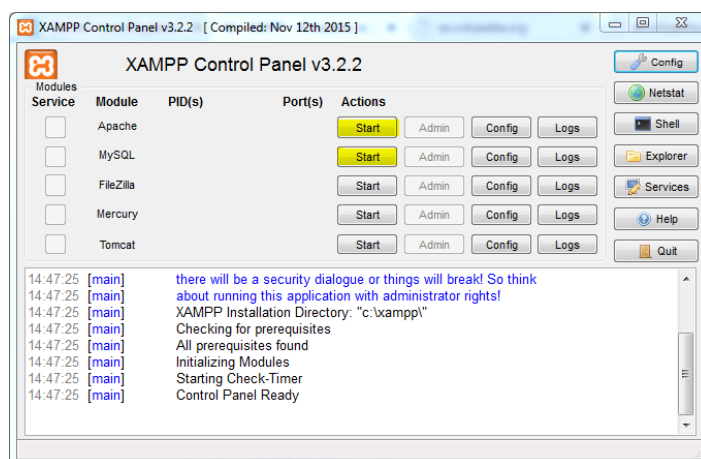 XAMPP Control Panel v3.2.2 [ Compiled: Nov 12th 2015 ]
XAMPP Control Panel v3.2.2
Config
Modules
Service Module PID(s) Port(s) Actions
Netstat
Apache Start Admin Config Logs
Shell
MySQL Start Admin Config Logs
Explorer
FileZilla Start Admin Config Logs
Services
Mercury Start Admin Config Logs
Help
Tomcat Start Admin Config Logs
Quit
14:47:25 [main] there will be a security dialogue or things will break! So think
14:47:25 [main] about running this application with administrator rights!
14:47:25 [main] XAMPP Installation Directory: "c:\xampp\"
14:47:25 [main] Checking for prerequisites
14:47:25 [main] All prerequisites found
14:47:25 [main] Initializing Modules
14:47:25 [main] Starting Check-Timer
14:47:25 [main] Control Panel Ready